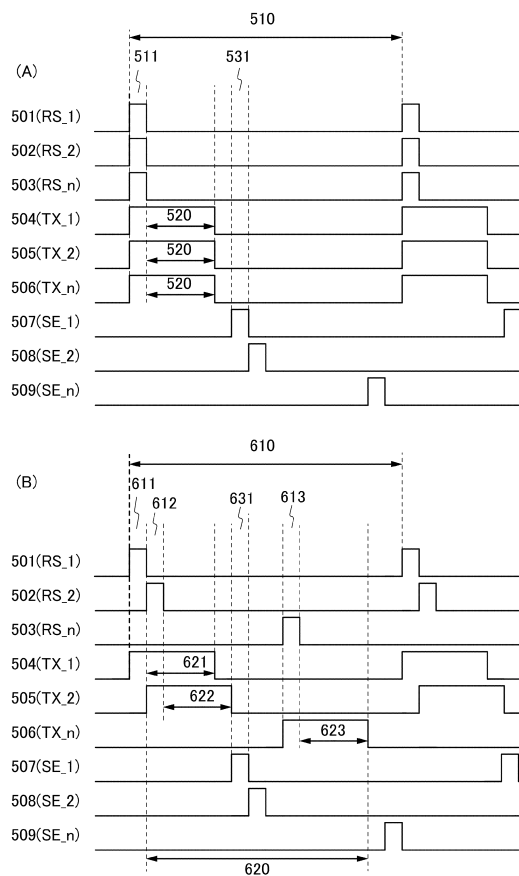 510
(A)
511
531
501(RS_1)
502(RS_2)
503(RS_n)
504(TX_1)
520
505(TX_2)
520
506(TX_n)
520
507(SE_1)
508(SE_2)
509(SE_n)
610
(B)
611
612
631
613
501(RS_1)
502(RS_2)
503(RS_n)
504(TX_1)
621
505(TX_2)
622
506(TX_n)
623
507(SE_1)
508(SE_2)
509(SE_n)
620